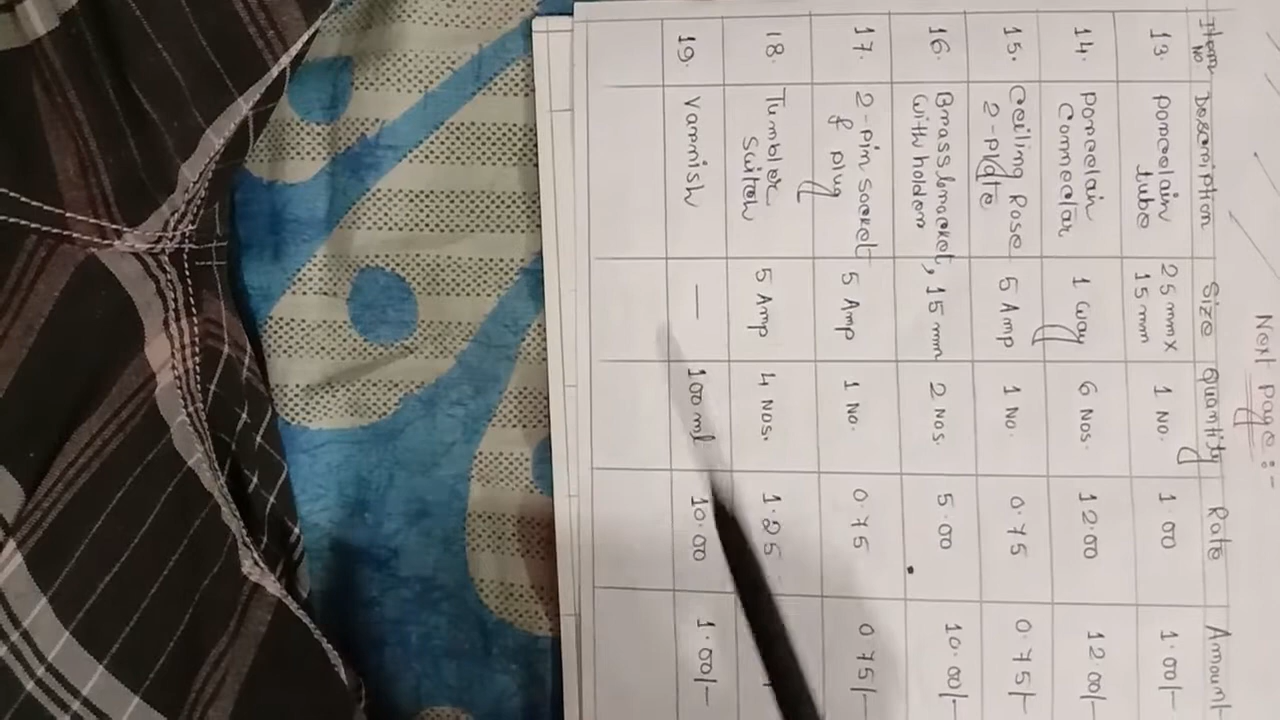 Next page :-
Item No Description Size Quantity Rate Amount
13. porcelain tube 25 mm x 15 mm 1 No. 1.00 1.00/-
14. porcelain Connector 1 way 6 Nos. 12.00 12.00/-
15. Ceiling Rose 2-plate 5 Amp 1 No. 0.75 0.75/-
16. Brass bracket, with holder 15 mm 2 Nos. 5.00 10.00/-
17. 2-pin socket & plug 5 Amp 1 No. 0.75 0.75/-
18. Tumbler Switch 5 Amp 4 Nos. 1.25
19. Varnish — 100 ml 10.00 1.00/-